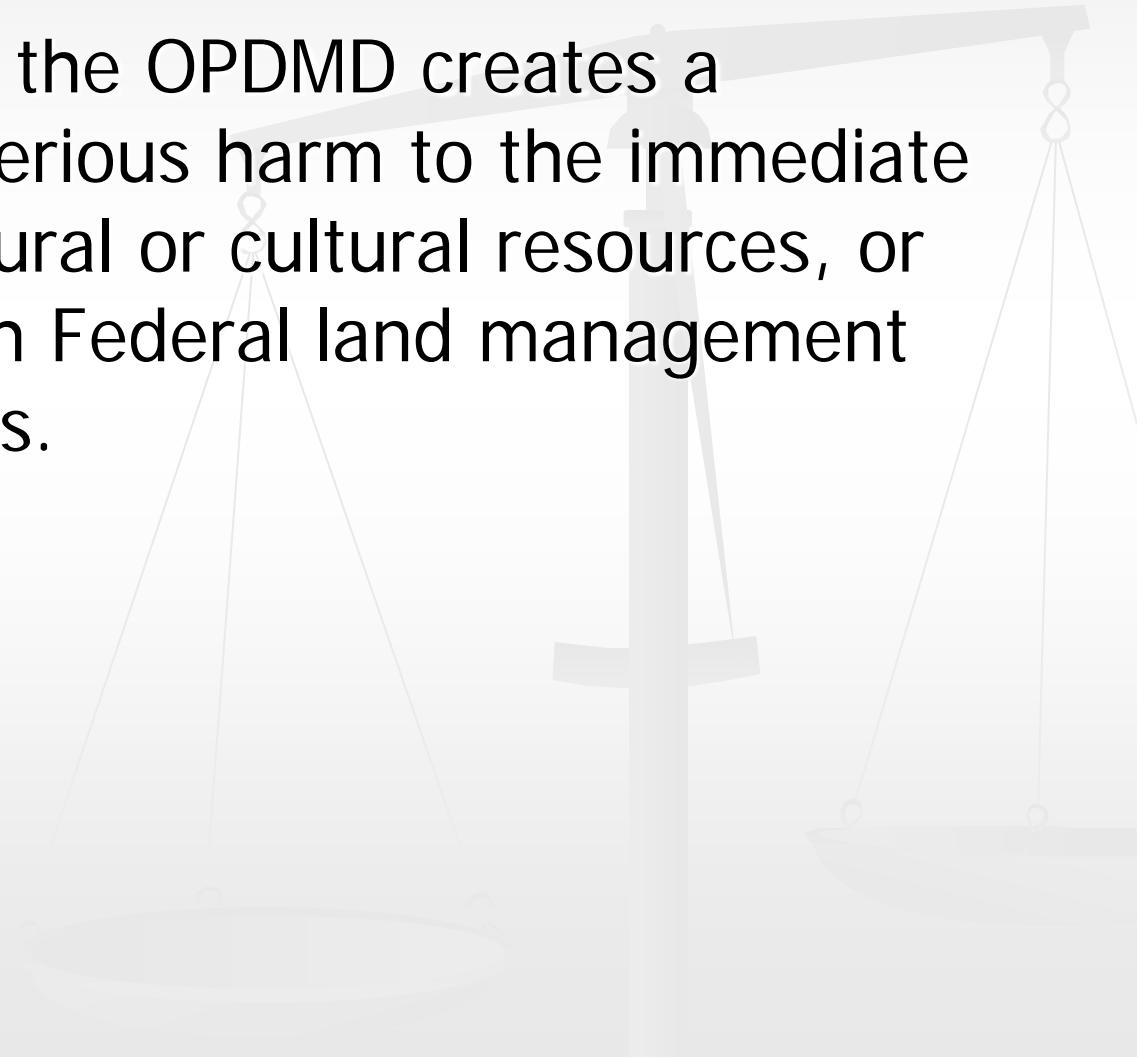 the OPDMD creates a
erious harm to the immediate
ural or cultural resources, or
n Federal land management
s.